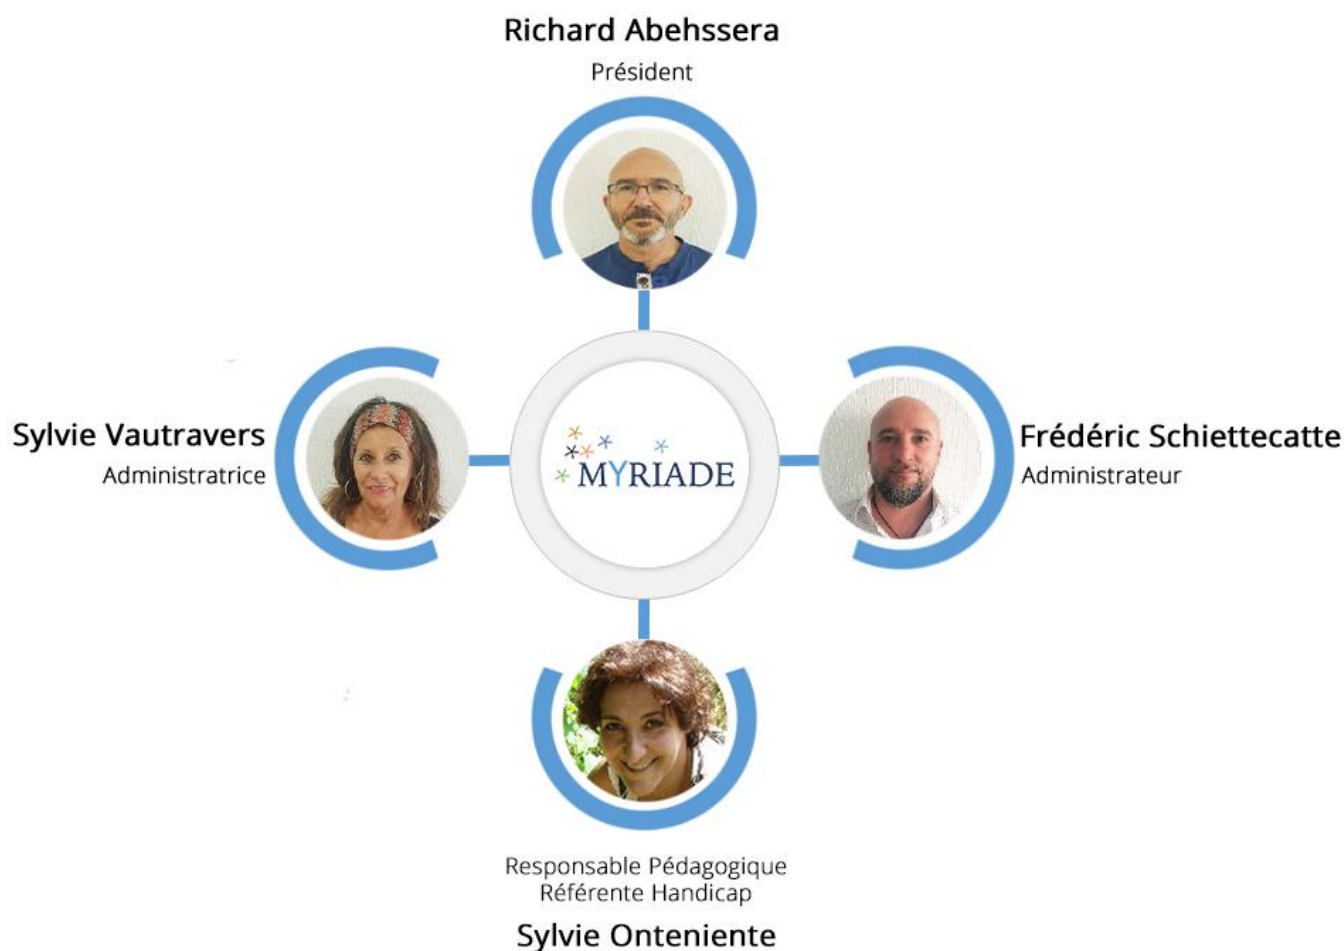 Richard Abehssera
Président
Sylvie Vautravers
Administratrice
MYRIADE
Frédéric Schiettecatte
Administrateur
Responsable Pédagogique
Référente Handicap
Sylvie Onteniente